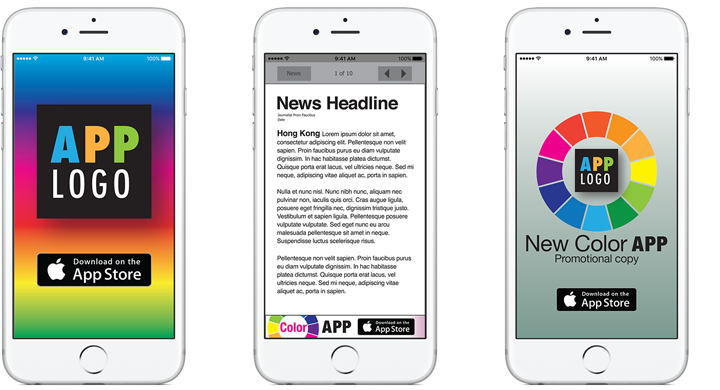 9:41 AM
100%
APP
LOGO
Download on the
App Store
9:41 AM
100%
News
1 of 10
News Headline
Journalist Proin Faucibus
Date
Hong Kong Lorem ipsum dolor sit amet,
consectetur adipiscing elit. Pellentesque non velit
sapien. Proin faucibus purus eu diam vulputate
dignissim. In hac habitasse platea dictumst.
Quisque porta erat lacus, vel ultricies neque. Sed mi
neque, adipiscing vitae aliquet ac, porta in sapien.
Nulla et nunc nisl. Nunc nibh nunc, aliquam nec
pulvinar non, iaculis quis orci. Cras augue ligula,
posuere eget fringilla nec, dignissim tristique justo.
Vestibulum et sapien ligula. Pellentesque posuere
vulputate vulputate. Sed eget nunc eu arcu
malesuada pellentesque sit amet in neque.
Suspendisse luctus scelerisque risus.
Pellentesque non velit sapien. Proin faucibus purus
eu diam vulputate dignissim. In hac habitasse
platea dictumst. Quisque porta erat lacus, vel
ultricies neque. Sed mi neque, adipiscing vitae
aliquet ac, porta in sapien.
Color APP
Download on the
App Store
9:41 AM
100%
APP
LOGO
New Color APP
Promotional copy
Download on the
App Store